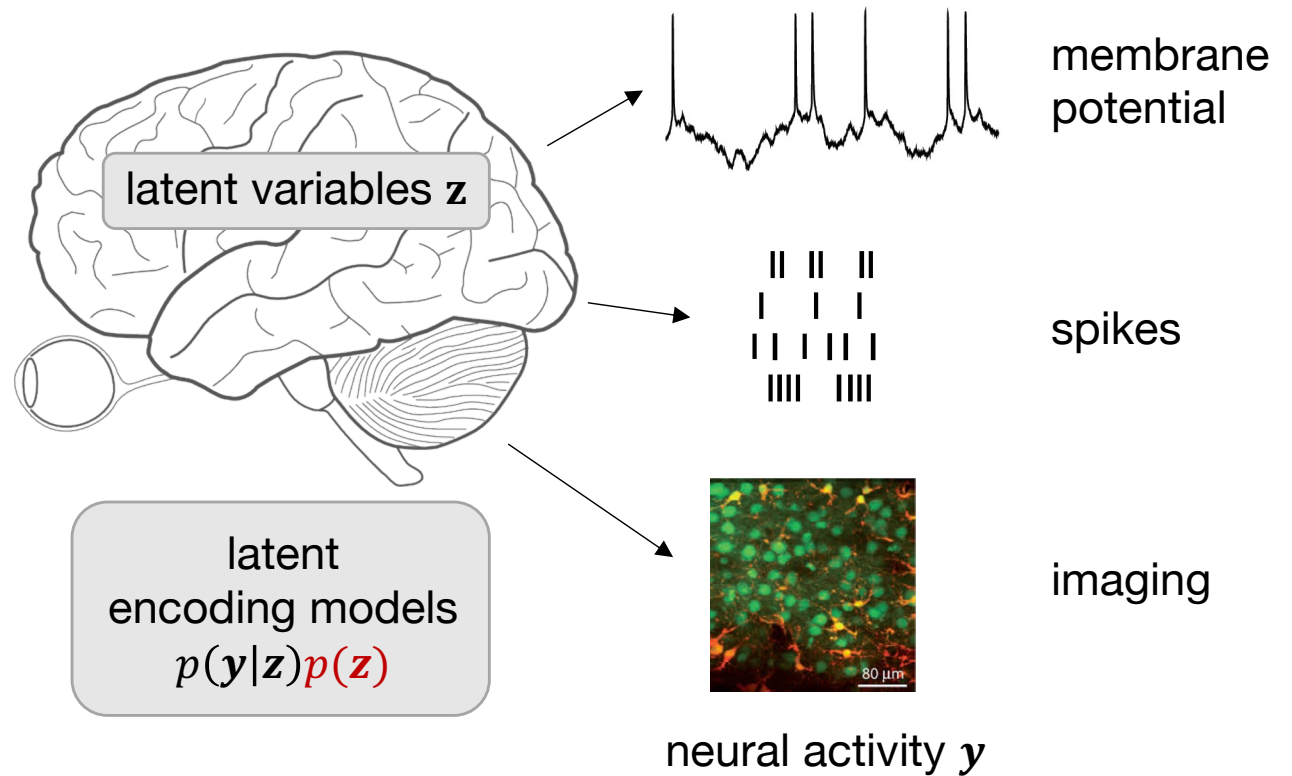 membrane
potential
latent variables z
spikes
latent
encoding models
p(y|z)p(z)
imaging
80 µm
neural activity y